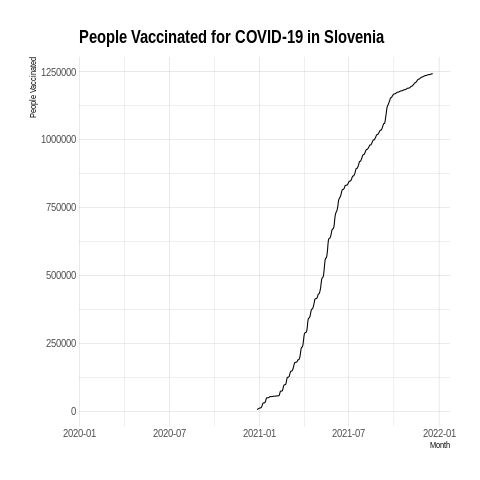 People Vaccinated for COVID-19 in Slovenia
People Vaccinated
1250000
1000000
750000
500000
250000
0
2020-01 2020-07 2021-01 2021-07 2022-01
Month